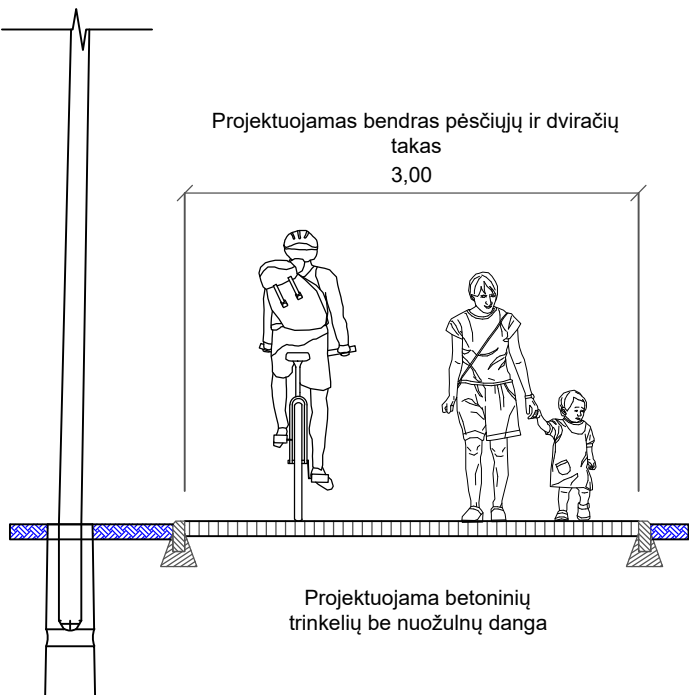 Projektuojamas bendras pėsčiųjų ir dviračių
takas
3,00
Projektuojama betoninių
trinkelių be nuožulnų danga